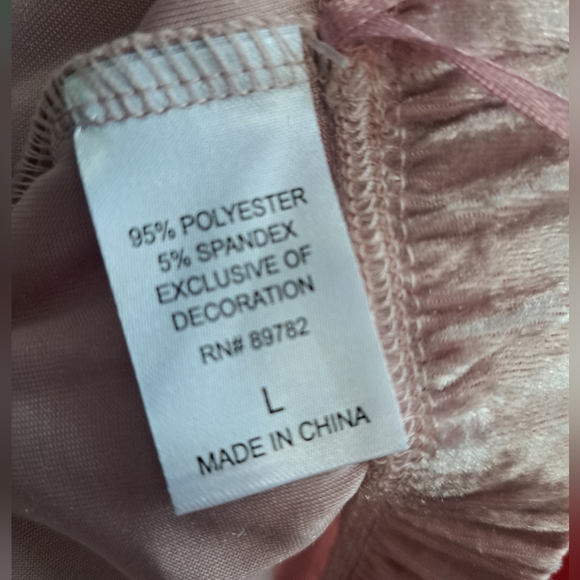 95% POLYESTER
5% SPANDEX
EXCLUSIVE OF
DECORATION
RN# 89782
L
MADE IN CHINA